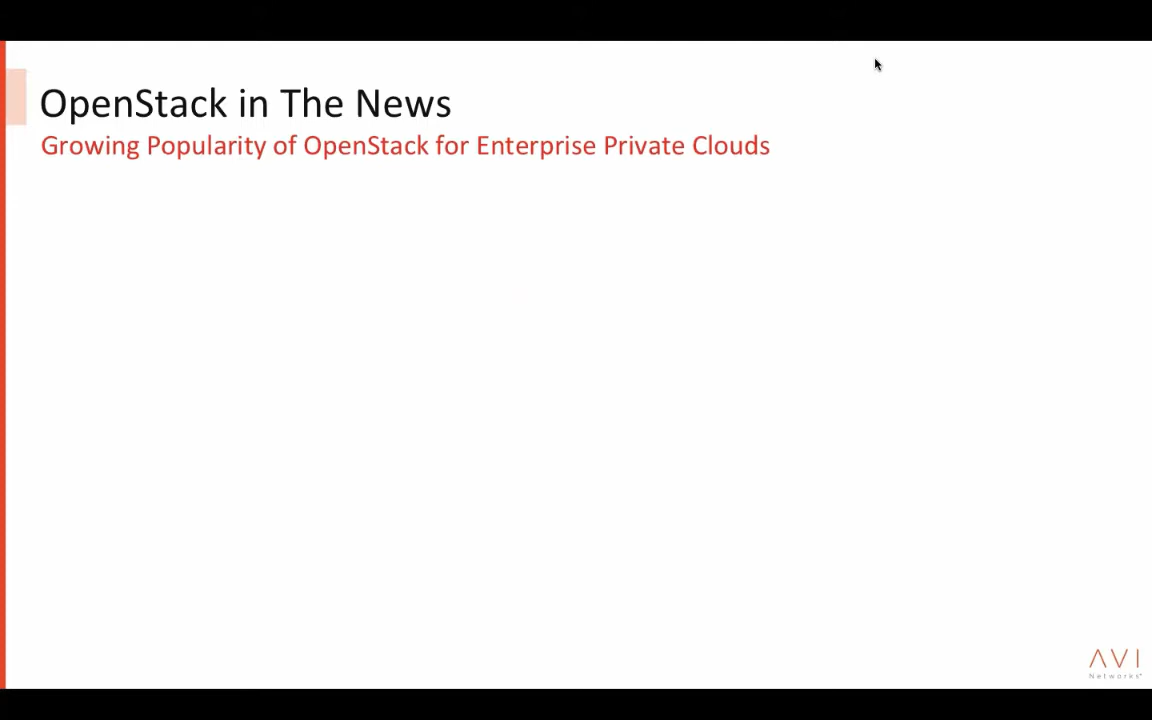 OpenStack in The News
Growing Popularity of OpenStack for Enterprise Private Clouds
AVI
Networks